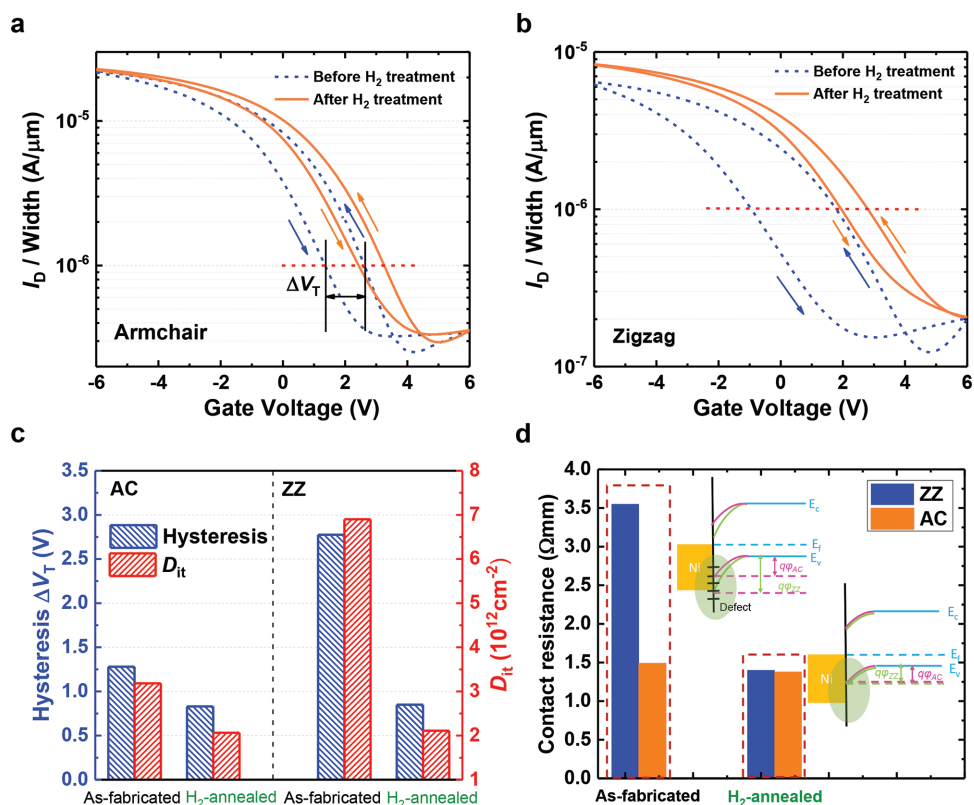 a
I_D / Width (A/μm)
10⁻⁵
10⁻⁶
Before H₂ treatment
After H₂ treatment
ΔV_T
Armchair
-6 -4 -2 0 2 4 6
Gate Voltage (V)
b
I_D / Width (A/μm)
10⁻⁵
10⁻⁶
10⁻⁷
Before H₂ treatment
After H₂ treatment
Zigzag
-6 -4 -2 0 2 4 6
Gate Voltage (V)
c
Hysteresis ΔV_T (V)
3.5
3.0
2.5
2.0
1.5
1.0
0.5
0.0
AC
ZZ
Hysteresis
D_it
8
7
6
5
4
3
2
1
D_it (10¹²cm⁻²)
As-fabricated H₂-annealed As-fabricated H₂-annealed
d
Contact resistance (Ωmm)
4.0
3.5
3.0
2.5
2.0
1.5
1.0
0.5
0.0
ZZ
AC
E_c
E_f
E_v
Ni
qφ_AC
qφ_ZZ
Defect
E_c
E_f
E_v
Ni
qφ_ZZ
qφ_AC
As-fabricated H₂-annealed